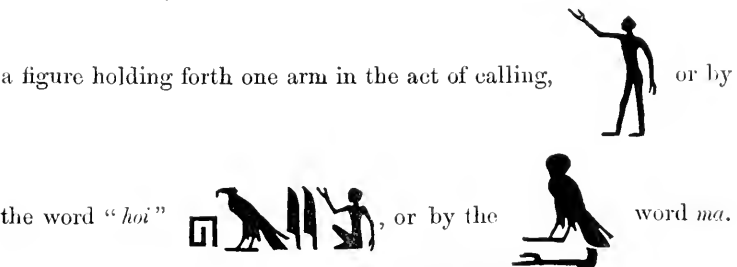 a figure holding forth one arm in the act of calling, 𓀞 or by
the word "hoi" 𓉔𓄿𓇌, or by the 𓅓 word ma.